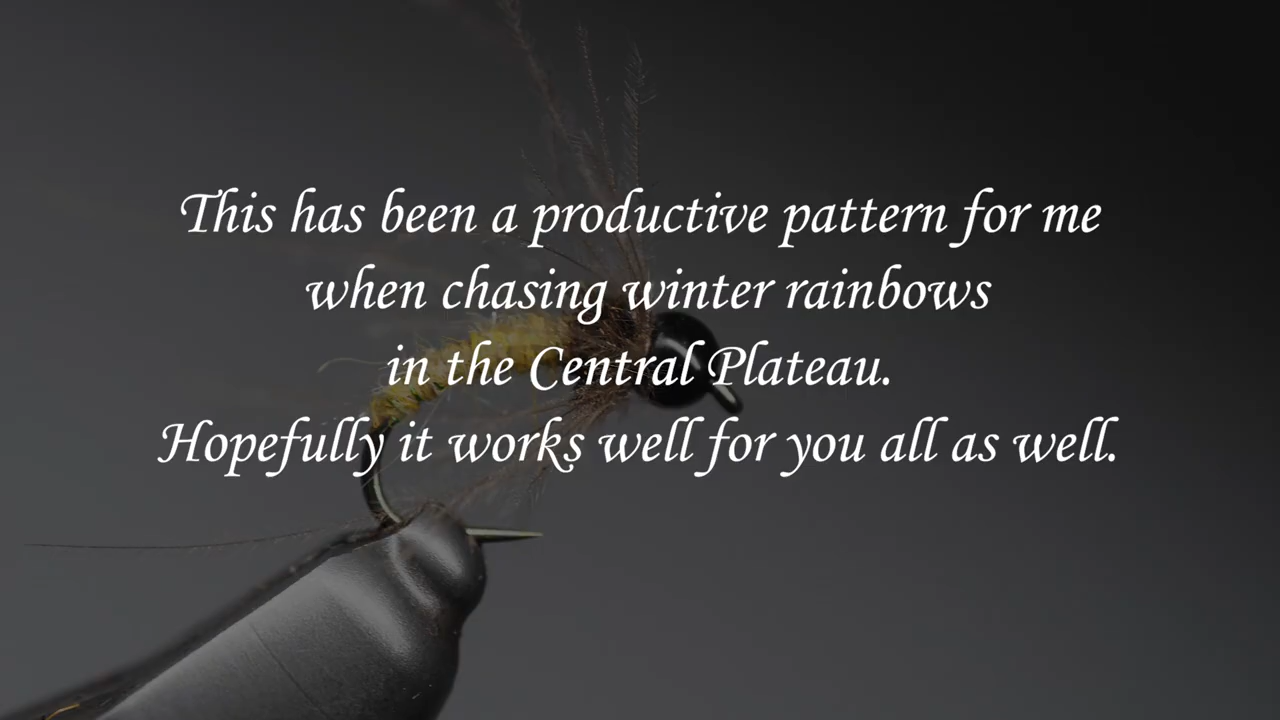 This has been a productive pattern for me
when chasing winter rainbows
in the Central Plateau.
Hopefully it works well for you all as well.